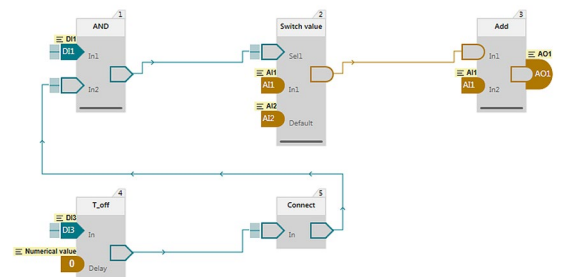 1
AND
DI1
DI1
In1
In2
2
Switch value
Sel1
AI1
AI1
In1
AI2
AI2
Default
3
Add
In1
AI1
AI1
In2
AO1
AO1
4
T_off
DI3
DI3
In
Numerical value
0
Delay
5
Connect
In